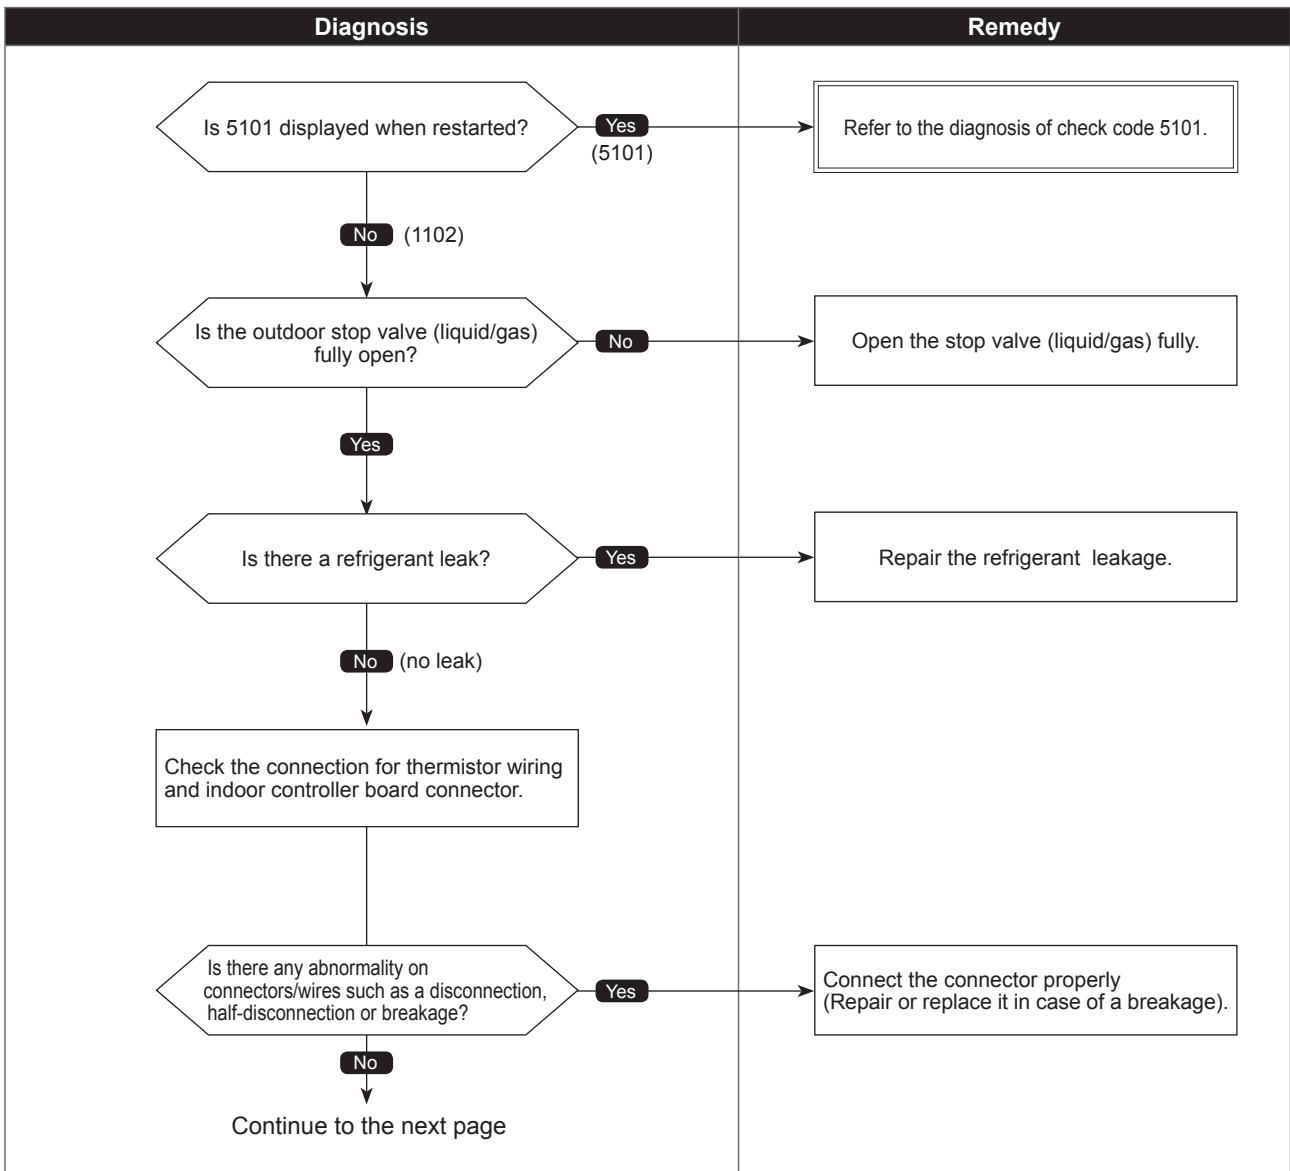 Diagnosis
Remedy
Is 5101 displayed when restarted?
Yes
(5101)
Refer to the diagnosis of check code 5101.
No (1102)
Is the outdoor stop valve (liquid/gas)
fully open?
No
Open the stop valve (liquid/gas) fully.
Yes
Is there a refrigerant leak?
Yes
Repair the refrigerant leakage.
No (no leak)
Check the connection for thermistor wiring
and indoor controller board connector.
Is there any abnormality on
connectors/wires such as a disconnection,
half-disconnection or breakage?
Yes
Connect the connector properly
(Repair or replace it in case of a breakage).
No
Continue to the next page